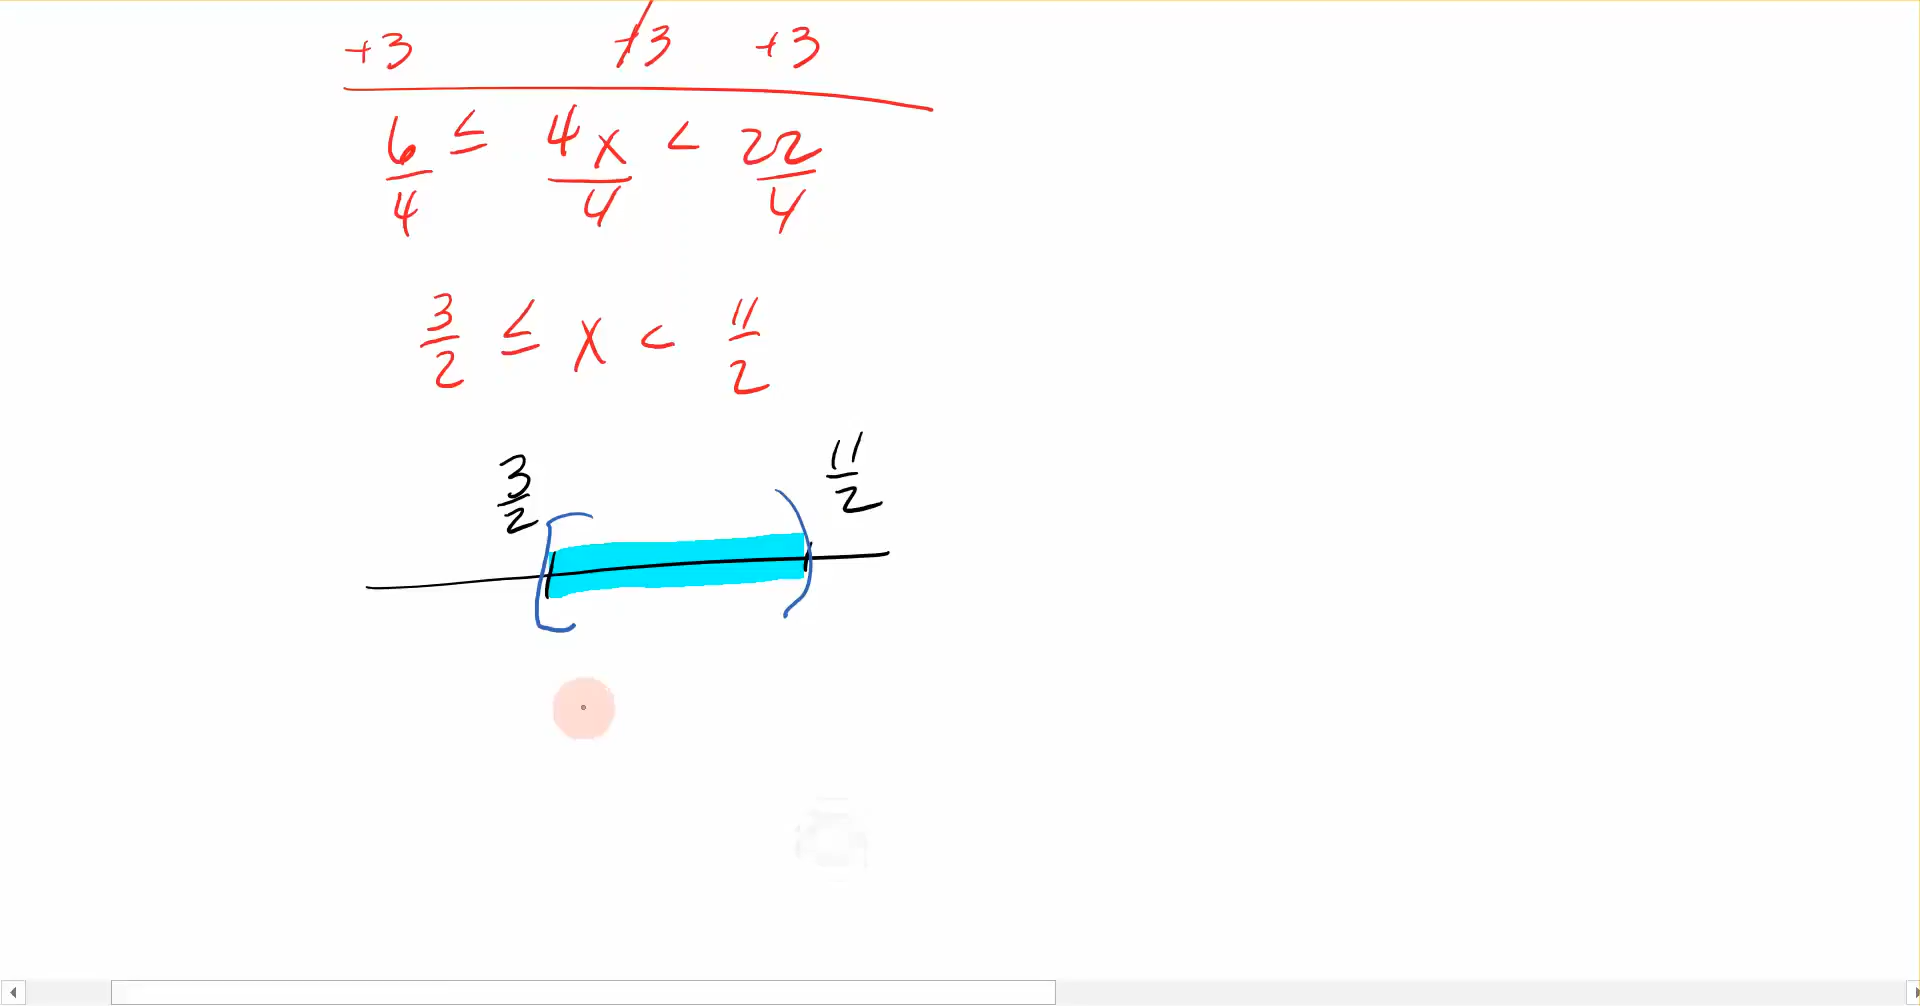 +3 +3 +3
6/4 ≤ 4x/4 < 22/4
3/2 ≤ x < 11/2
3/2 11/2
[ )